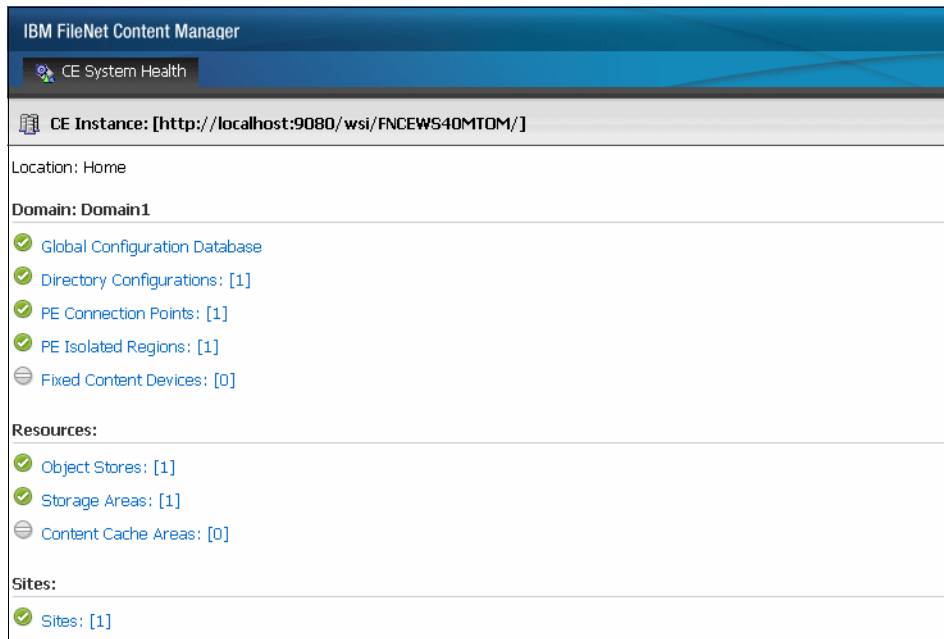 IBM FileNet Content Manager
CE System Health
CE Instance: [http://localhost:9080/wsi/FNCEWS40MTOM/]
Location: Home
Domain: Domain1
Global Configuration Database
Directory Configurations: [1]
PE Connection Points: [1]
PE Isolated Regions: [1]
Fixed Content Devices: [0]
Resources:
Object Stores: [1]
Storage Areas: [1]
Content Cache Areas: [0]
Sites:
Sites: [1]